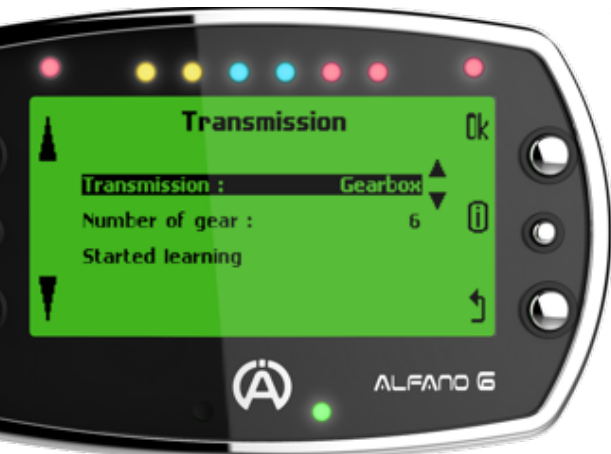 Transmission
Ok
Transmission : Gearbox
Number of gear : 6
Started learning
i
ALFANO 6